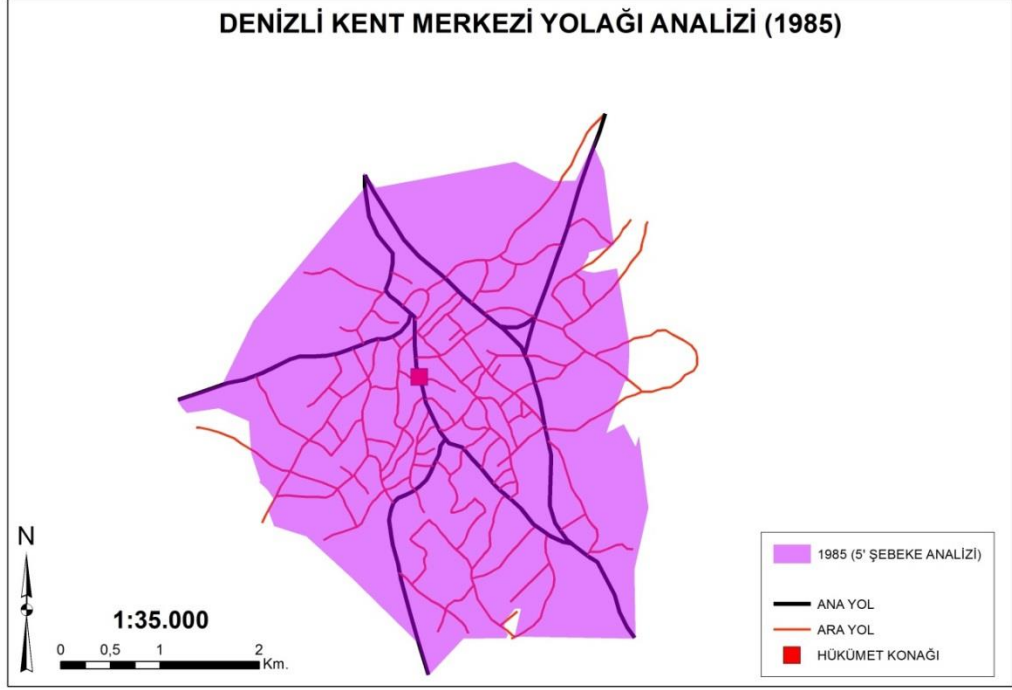 DENİZLİ KENT MERKEZİ YOLAĞI ANALİZİ (1985)
N
1:35.000
0 0,5 1 2
Km.
1985 (5' ŞEBEKE ANALİZİ)
ANA YOL
ARA YOL
HÜKÜMET KONAĞI